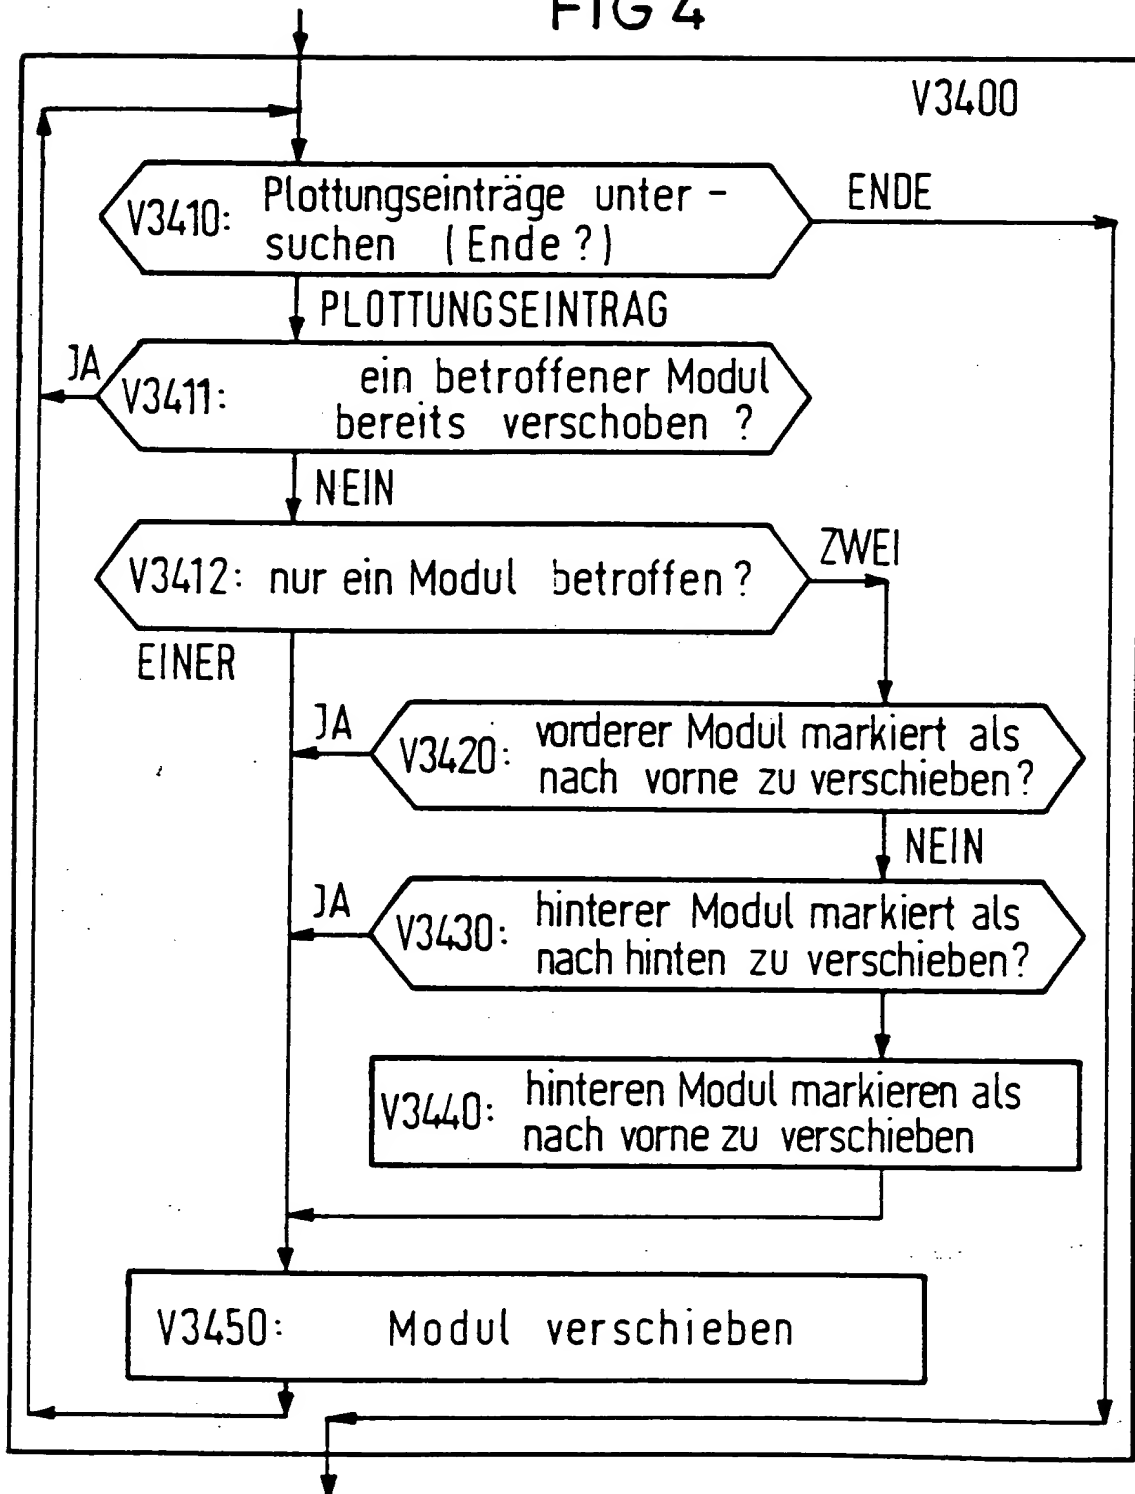 FIG 4
V3400
V3410: Plottungseinträge unter-
suchen (Ende?)
ENDE
PLOTTUNGSEINTRAG
JA
V3411: ein betroffener Modul
bereits verschoben ?
NEIN
V3412: nur ein Modul betroffen?
ZWEI
EINER
JA
V3420: vorderer Modul markiert als
nach vorne zu verschieben?
NEIN
JA
V3430: hinterer Modul markiert als
nach hinten zu verschieben?
V3440: hinteren Modul markieren als
nach vorne zu verschieben
V3450: Modul verschieben